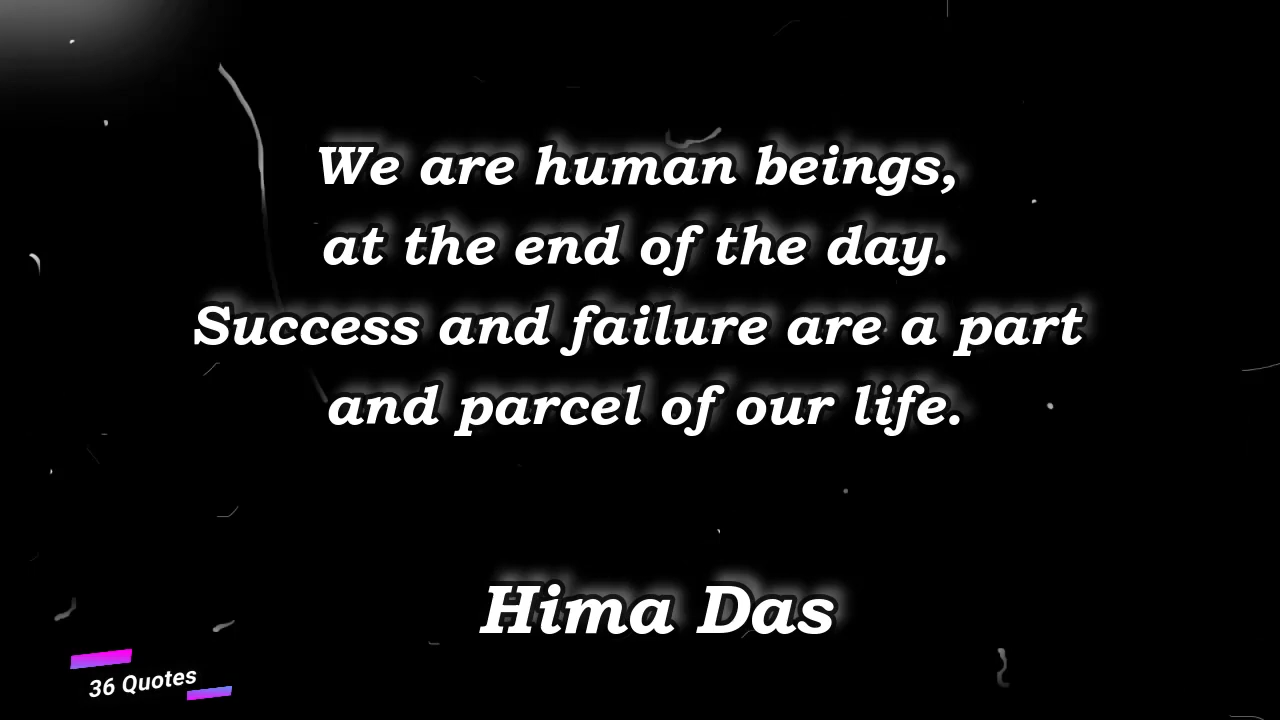 We are human beings,
at the end of the day.
Success and failure are a part
and parcel of our life.
Hima Das
36 Quotes